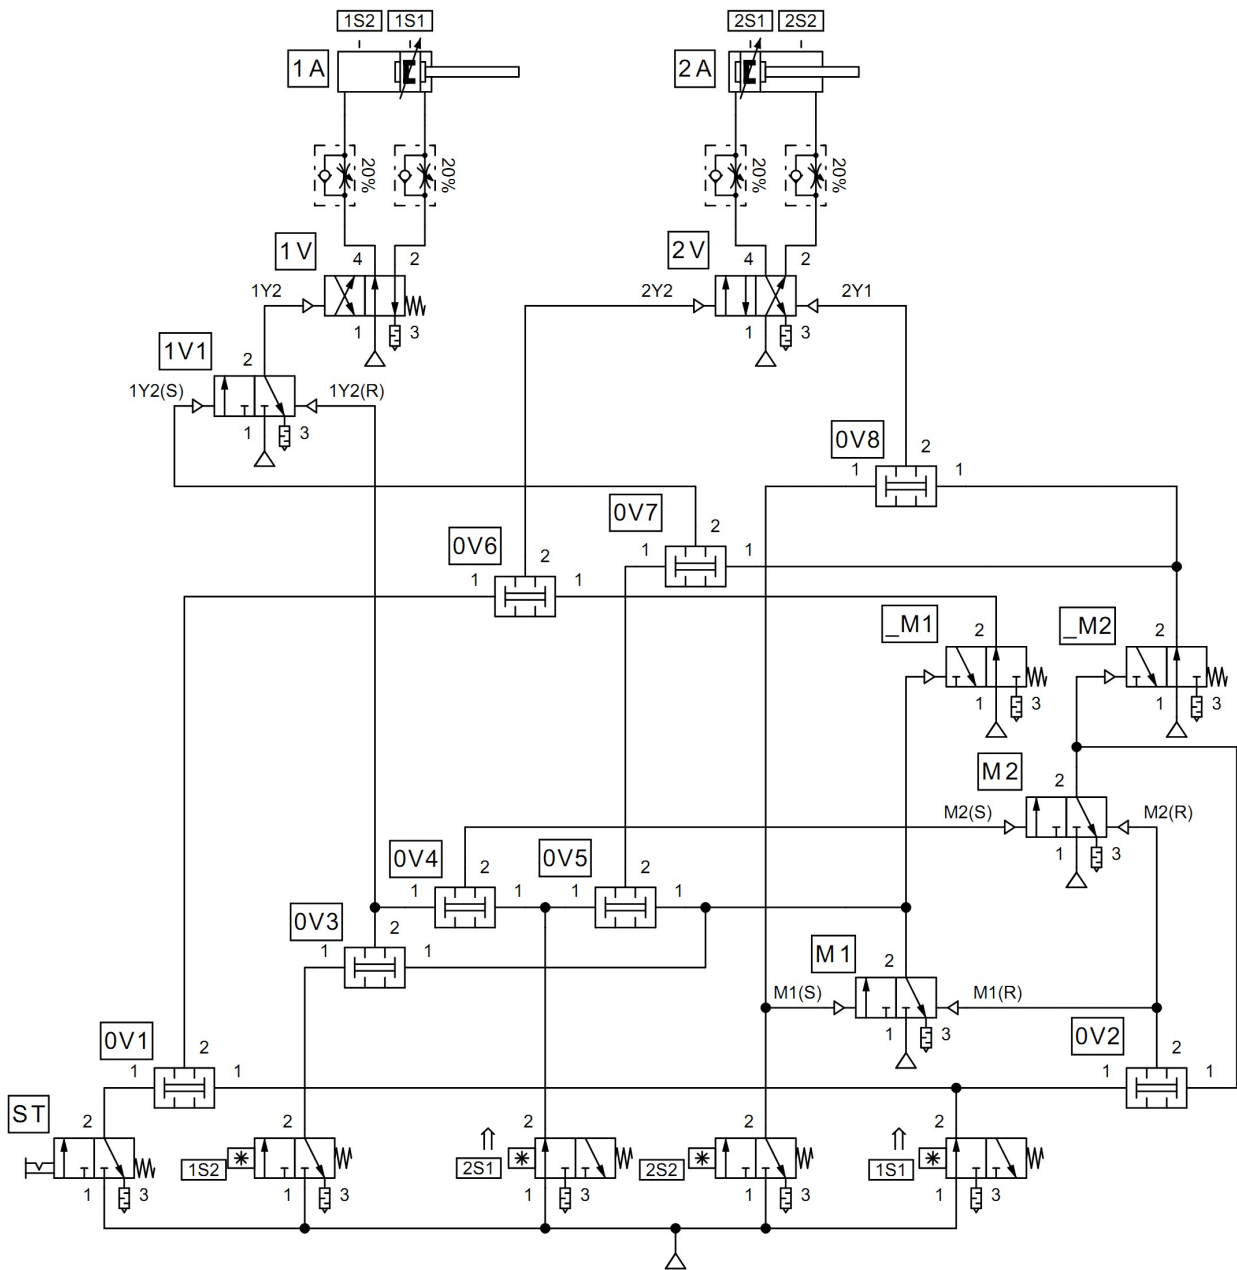 1S2 1S1 2S1 2S2
1A 2A
20% 20% 20% 20%
1V 4 2 2V 4 2
1Y2 2Y2 2Y1
1 3 1 3
1V1 2
1Y2(S) 1Y2(R)
1 3
0V8 2
1 1
0V7 2
1 1
0V6 2
1 1
_M1 2 _M2 2
1 3 1 3
M2 2
M2(S) M2(R)
1 3
0V4 2 0V5 2
1 1 1 1
0V3 2
1 1
M1 2
M1(S) M1(R)
1 3
0V1 2 0V2 2
1 1 1 1
ST 2 2 2 2 2
1S2 2S1 2S2 1S1
1 3 1 3 1 3 1 3 1 3